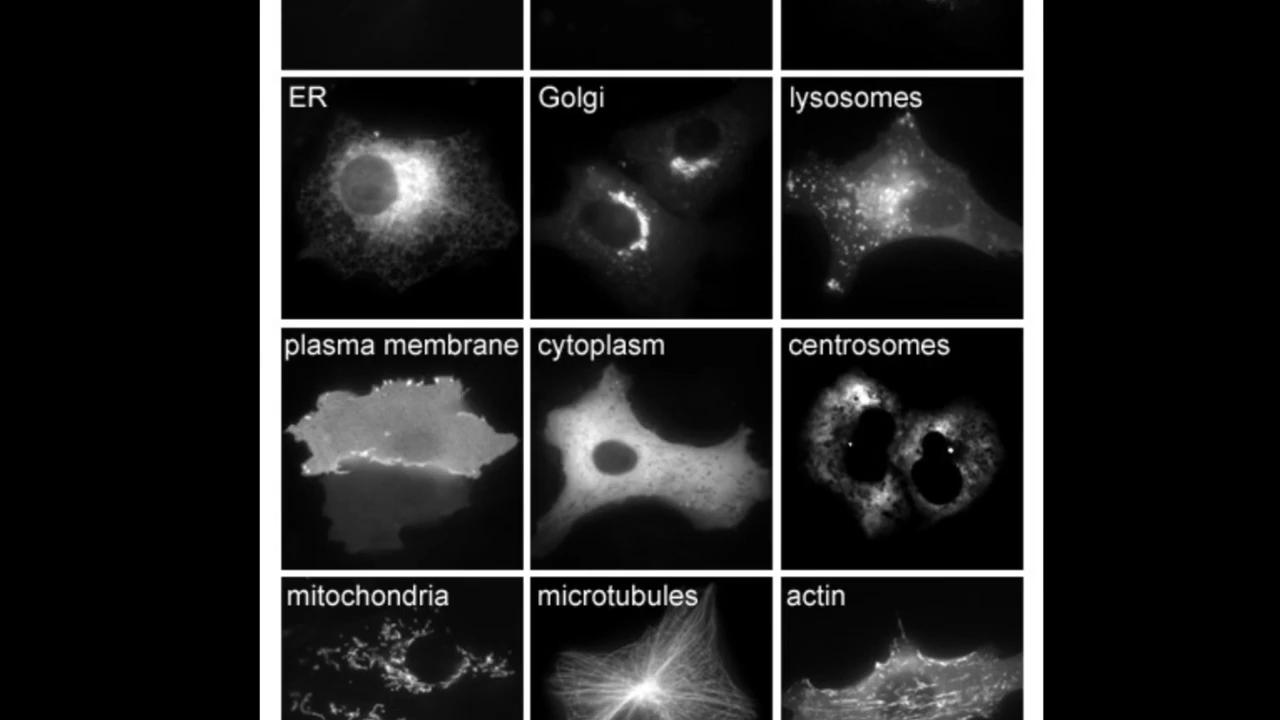 ER
Golgi
lysosomes
plasma membrane
cytoplasm
centrosomes
mitochondria
microtubules
actin